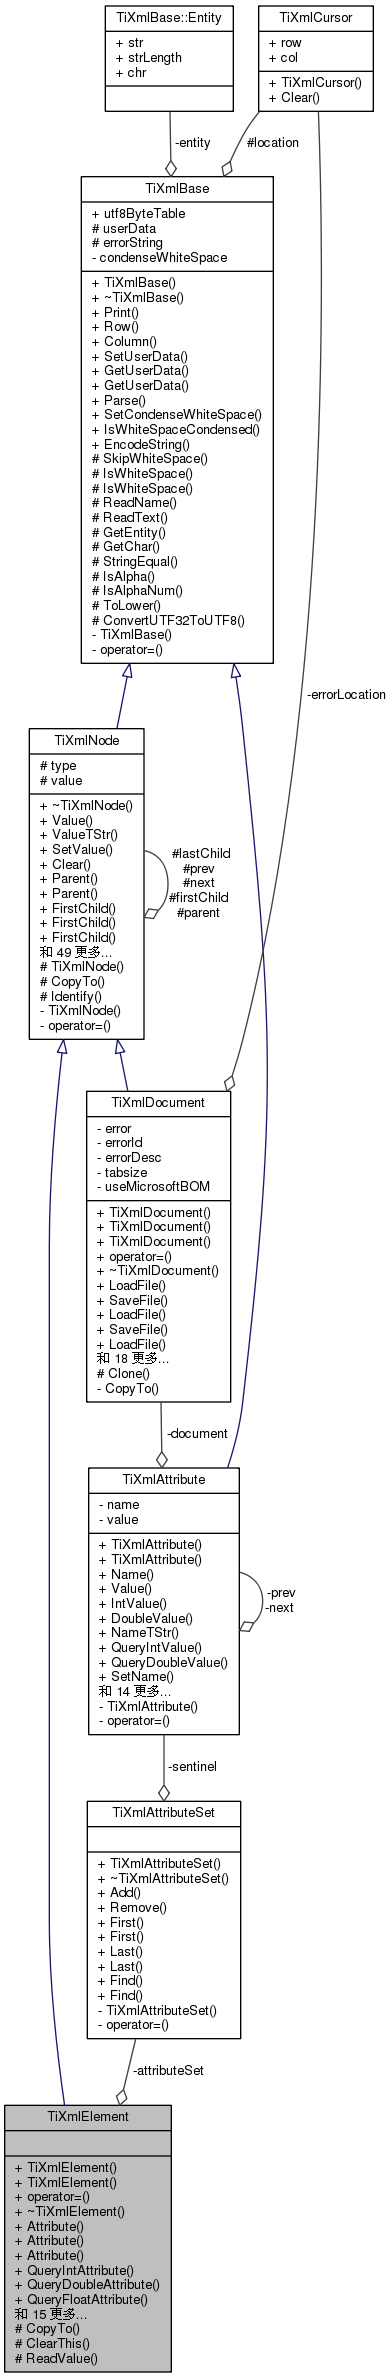 TiXmlBase::Entity
+ str
+ strLength
+ chr
TiXmlCursor
+ row
+ col
+ TiXmlCursor()
+ Clear()
-entity
#location
TiXmlBase
+ utf8ByteTable
# userData
# errorString
- condenseWhiteSpace
+ TiXmlBase()
+ ~TiXmlBase()
+ Print()
+ Row()
+ Column()
+ SetUserData()
+ GetUserData()
+ GetUserData()
+ Parse()
+ SetCondenseWhiteSpace()
+ IsWhiteSpaceCondensed()
+ EncodeString()
# SkipWhiteSpace()
# IsWhiteSpace()
# IsWhiteSpace()
# ReadName()
# ReadText()
# GetEntity()
# GetChar()
# StringEqual()
# IsAlpha()
# IsAlphaNum()
# ToLower()
# ConvertUTF32ToUTF8()
- TiXmlBase()
- operator=()
-errorLocation
TiXmlNode
# type
# value
+ ~TiXmlNode()
+ Value()
+ ValueTStr()
+ SetValue()
+ Clear()
+ Parent()
+ Parent()
+ FirstChild()
+ FirstChild()
+ FirstChild()
和 49 更多...
# TiXmlNode()
# CopyTo()
# Identify()
- TiXmlNode()
- operator=()
#lastChild
#prev
#next
#firstChild
#parent
TiXmlDocument
- error
- errorId
- errorDesc
- tabsize
- useMicrosoftBOM
+ TiXmlDocument()
+ TiXmlDocument()
+ TiXmlDocument()
+ operator=()
+ ~TiXmlDocument()
+ LoadFile()
+ SaveFile()
+ LoadFile()
+ SaveFile()
+ LoadFile()
和 18 更多...
# Clone()
- CopyTo()
-document
TiXmlAttribute
- name
- value
+ TiXmlAttribute()
+ TiXmlAttribute()
+ Name()
+ Value()
+ IntValue()
+ DoubleValue()
+ NameTStr()
+ QueryIntValue()
+ QueryDoubleValue()
+ SetName()
和 14 更多...
- TiXmlAttribute()
- operator=()
-prev
-next
-sentinel
TiXmlAttributeSet
+ TiXmlAttributeSet()
+ ~TiXmlAttributeSet()
+ Add()
+ Remove()
+ First()
+ First()
+ Last()
+ Last()
+ Find()
+ Find()
- TiXmlAttributeSet()
- operator=()
-attributeSet
TiXmlElement
+ TiXmlElement()
+ TiXmlElement()
+ operator=()
+ ~TiXmlElement()
+ Attribute()
+ Attribute()
+ Attribute()
+ QueryIntAttribute()
+ QueryDoubleAttribute()
+ QueryFloatAttribute()
和 15 更多...
# CopyTo()
# ClearThis()
# ReadValue()